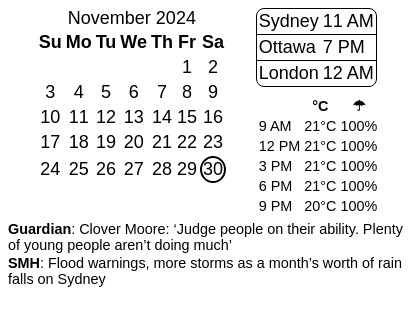 November 2024
Su Mo Tu We Th Fr Sa
1 2
3 4 5 6 7 8 9
10 11 12 13 14 15 16
17 18 19 20 21 22 23
24 25 26 27 28 29 30
Sydney 11 AM
Ottawa 7 PM
London 12 AM
°C ☂
9 AM 21°C 100%
12 PM 21°C 100%
3 PM 21°C 100%
6 PM 21°C 100%
9 PM 20°C 100%
Guardian: Clover Moore: ‘Judge people on their ability. Plenty
of young people aren’t doing much’
SMH: Flood warnings, more storms as a month’s worth of rain
falls on Sydney